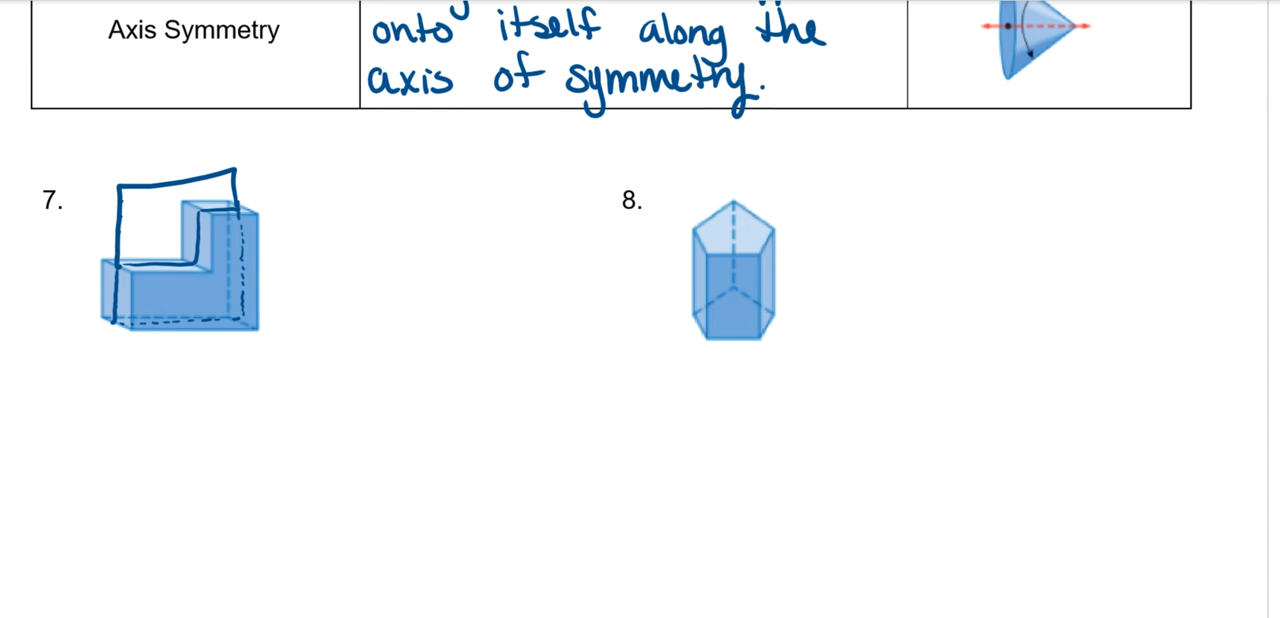 Axis Symmetry
onto itself along the
axis of symmetry.
7.
8.